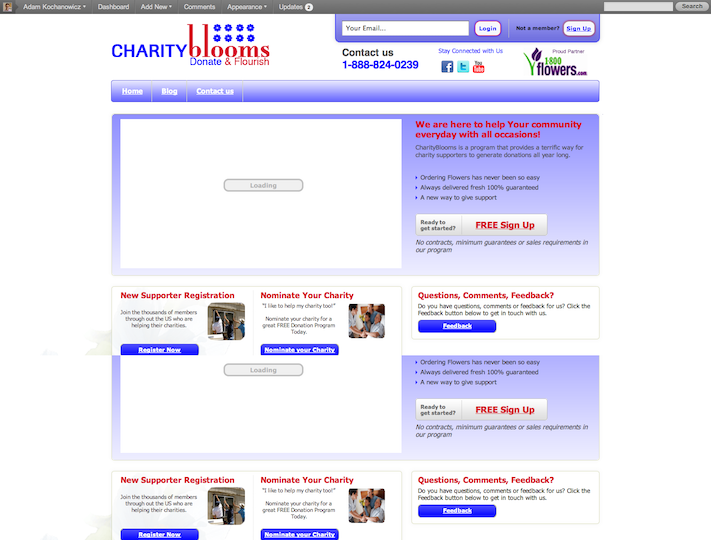 Adam Kochanowicz Dashboard Add New Comments Appearance Updates 2 Search
Your Email... Login Not a member? Sign Up
CHARITY blooms
Donate & Flourish
Contact us
1-888-824-0239
Stay Connected with Us
You Tube
Proud Partner
1800
flowers.com
Home Blog Contact us
Loading
We are here to help Your community
everyday with all occasions!
CharityBlooms is a program that provides a terrific way for
charity supporters to generate donations all year long.
Ordering Flowers has never been so easy
Always delivered fresh 100% guaranteed
A new way to give support
Ready to
get started?
FREE Sign Up
No contracts, minimum guarantees or sales requirements in
our program
New Supporter Registration
Join the thousands of members
through out the US who are
helping their charities.
Register Now
Nominate Your Charity
"I like to help my charity too!"
Nominate your charity for a
great FREE Donation Program
Today.
Nominate your Charity
Questions, Comments, Feedback?
Do you have questions, comments or feedback for us? Click the
Feedback button below to get in touch with us.
Feedback
Loading
Ordering Flowers has never been so easy
Always delivered fresh 100% guaranteed
A new way to give support
Ready to
get started?
FREE Sign Up
No contracts, minimum guarantees or sales requirements in
our program
New Supporter Registration
Join the thousands of members
through out the US who are
helping their charities.
Register Now
Nominate Your Charity
"I like to help my charity too!"
Nominate your charity for a
great FREE Donation Program
Today.
Nominate your Charity
Questions, Comments, Feedback?
Do you have questions, comments or feedback for us? Click the
Feedback button below to get in touch with us.
Feedback